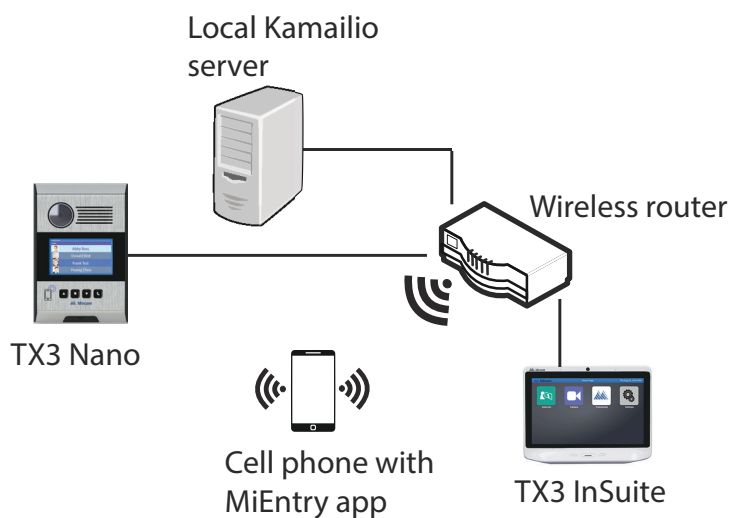 Local Kamailio
server
Wireless router
TX3 Nano
Cell phone with
MiEntry app
TX3 InSuite